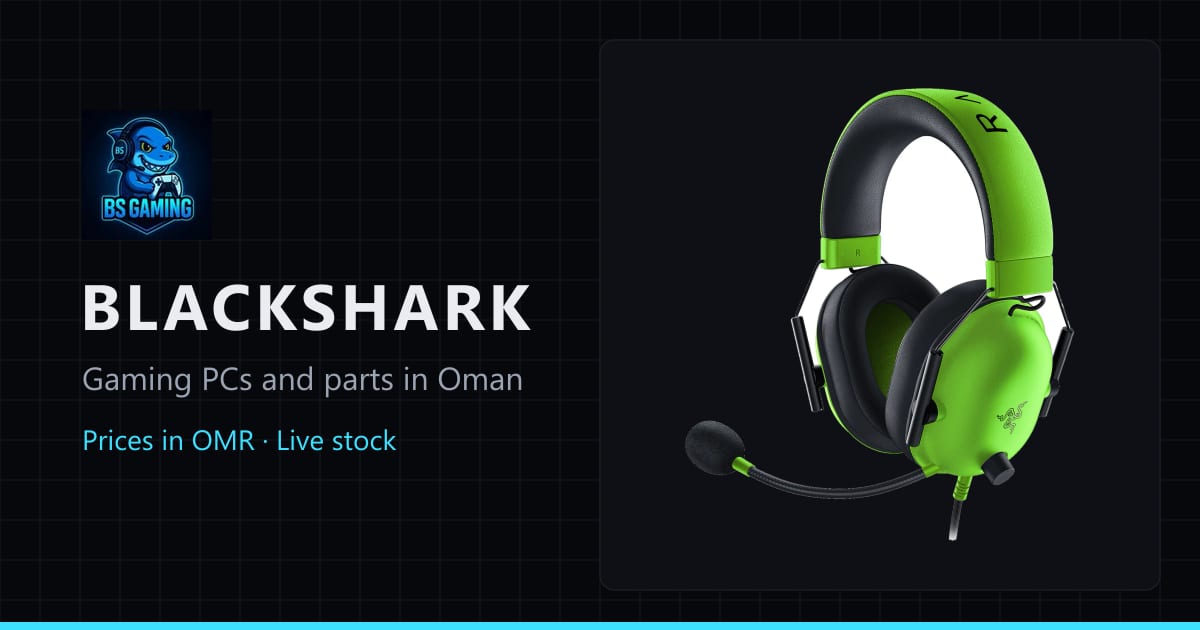 BS
BS GAMING
BLACKSHARK
Gaming PCs and parts in Oman
Prices in OMR · Live stock
R
R A